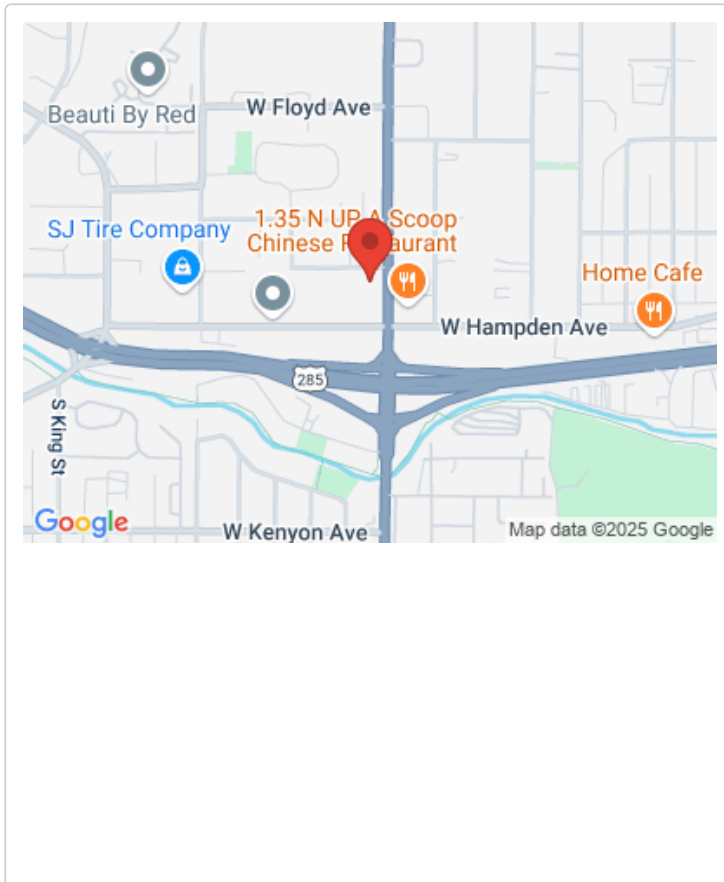 W Floyd Ave
Beauti By Red
1.35 N UP A Scoop
Chinese Restaurant
SJ Tire Company
Home Cafe
W Hampden Ave
285
S King St
Google
W Kenyon Ave
Map data ©2025 Google